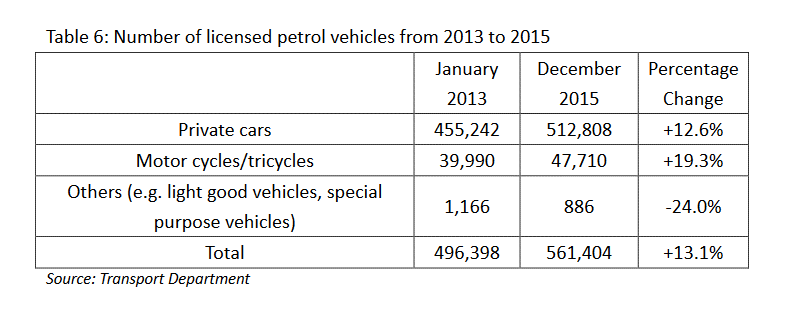 Table 6: Number of licensed petrol vehicles from 2013 to 2015
January 2013 December 2015 Percentage Change
Private cars 455,242 512,808 +12.6%
Motor cycles/tricycles 39,990 47,710 +19.3%
Others (e.g. light good vehicles, special purpose vehicles) 1,166 886 -24.0%
Total 496,398 561,404 +13.1%
Source: Transport Department